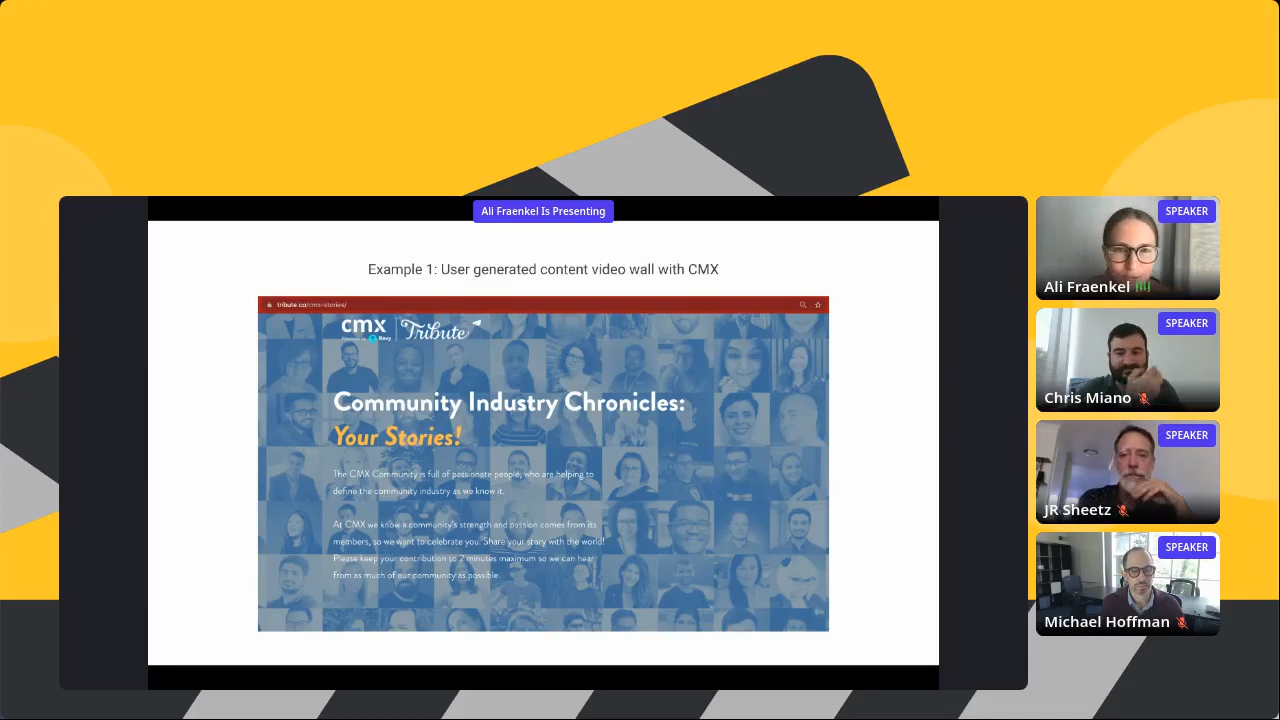 Ali Fraenkel Is Presenting
Example 1: User generated content video wall with CMX
tribute.co/cmx-stories/
cmx
Powered by Bevy
Tribute
Community Industry Chronicles:
Your Stories!
The CMX Community is full of passionate people, who are helping to
define the community industry as we know it.
At CMX we know a community's strength and passion comes from its
members, so we want to celebrate you. Share your story with the world!
Please keep your contribution to 2 minutes maximum so we can hear
from as much of our community as possible.
SPEAKER
Ali Fraenkel
SPEAKER
Chris Miano
SPEAKER
JR Sheetz
SPEAKER
Michael Hoffman